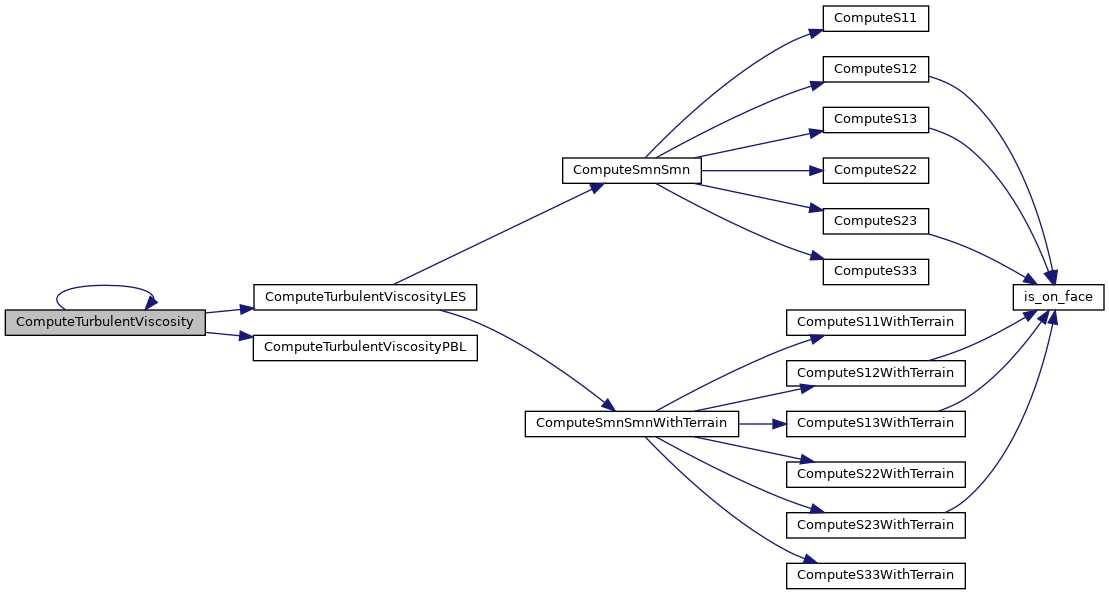 ComputeS11
ComputeS12
ComputeS13
ComputeSmnSmn
ComputeS22
ComputeS23
ComputeS33
ComputeTurbulentViscosityLES
is_on_face
ComputeTurbulentViscosity
ComputeS11WithTerrain
ComputeTurbulentViscosityPBL
ComputeS12WithTerrain
ComputeSmnSmnWithTerrain
ComputeS13WithTerrain
ComputeS22WithTerrain
ComputeS23WithTerrain
ComputeS33WithTerrain